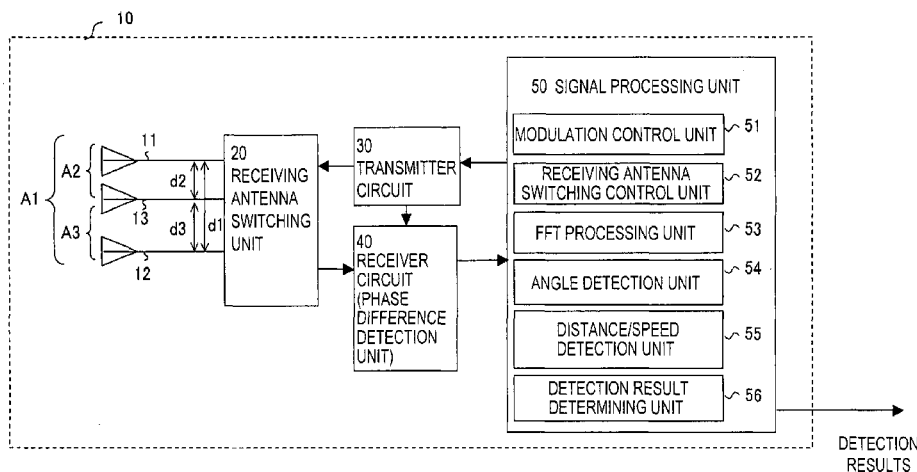 10
50 SIGNAL PROCESSING UNIT
MODULATION CONTROL UNIT
51
RECEIVING ANTENNA
SWITCHING CONTROL UNIT
52
FFT PROCESSING UNIT
53
ANGLE DETECTION UNIT
54
DISTANCE/SPEED
DETECTION UNIT
55
DETECTION RESULT
DETERMINING UNIT
56
A1
A2
A3
11
13
12
d2
d3
d1
20
RECEIVING
ANTENNA
SWITCHING
UNIT
30
TRANSMITTER
CIRCUIT
40
RECEIVER
CIRCUIT
(PHASE
DIFFERENCE
DETECTION
UNIT)
DETECTION
RESULTS